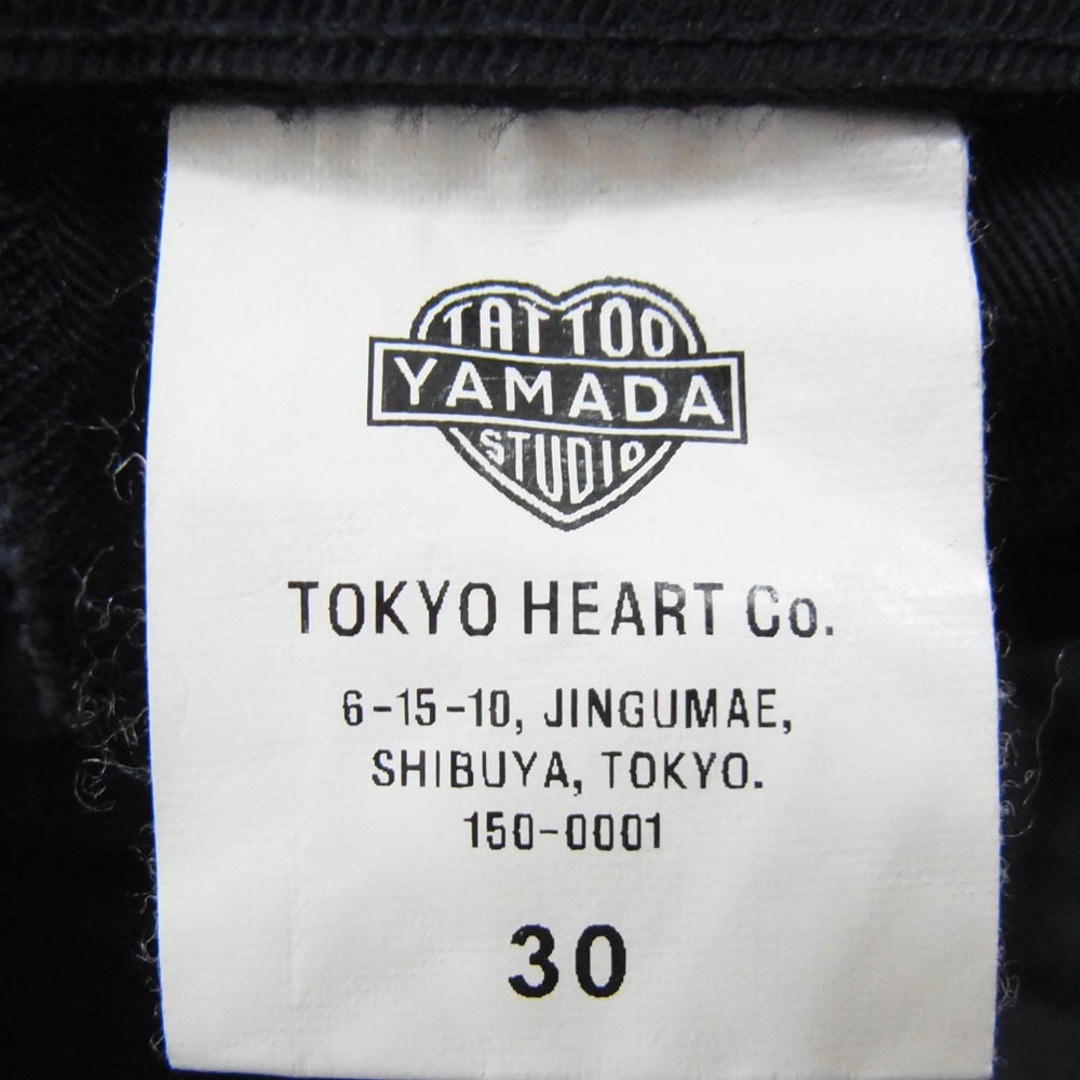 TATTOO
YAMADA
STUDIO
TOKYO HEART Co.
6-15-10, JINGUMAE,
SHIBUYA, TOKYO.
150-0001
30